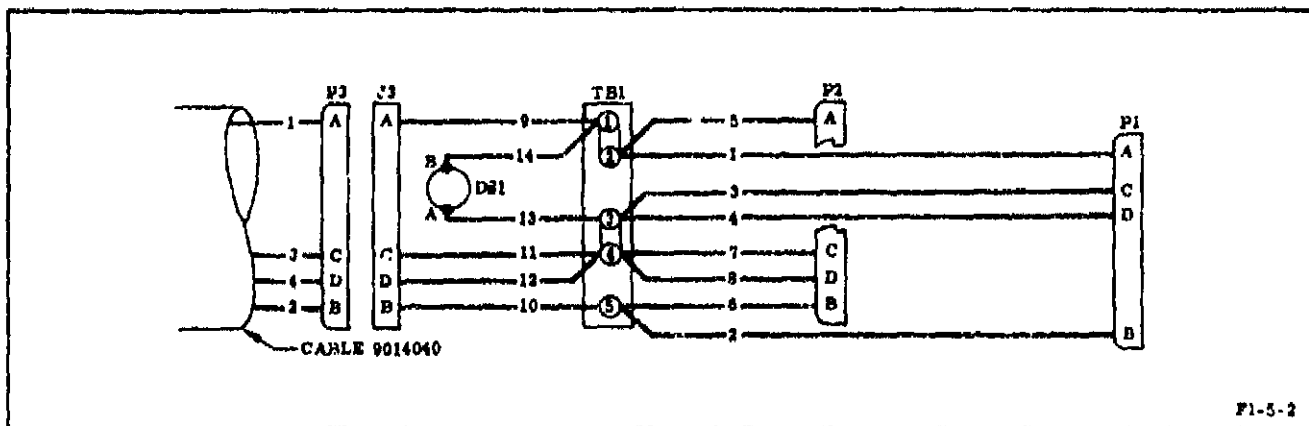 P3 J3 TB1 P2
P1
1 A A 9 1 5 A
B 14 2 1 A
DS1
3 C
A 13 3 4 D
3 C C 11 4 7 C
4 D D 12 8 D
2 B B 10 5 6 B
2 B
CABLE 9014040
F1-5-2